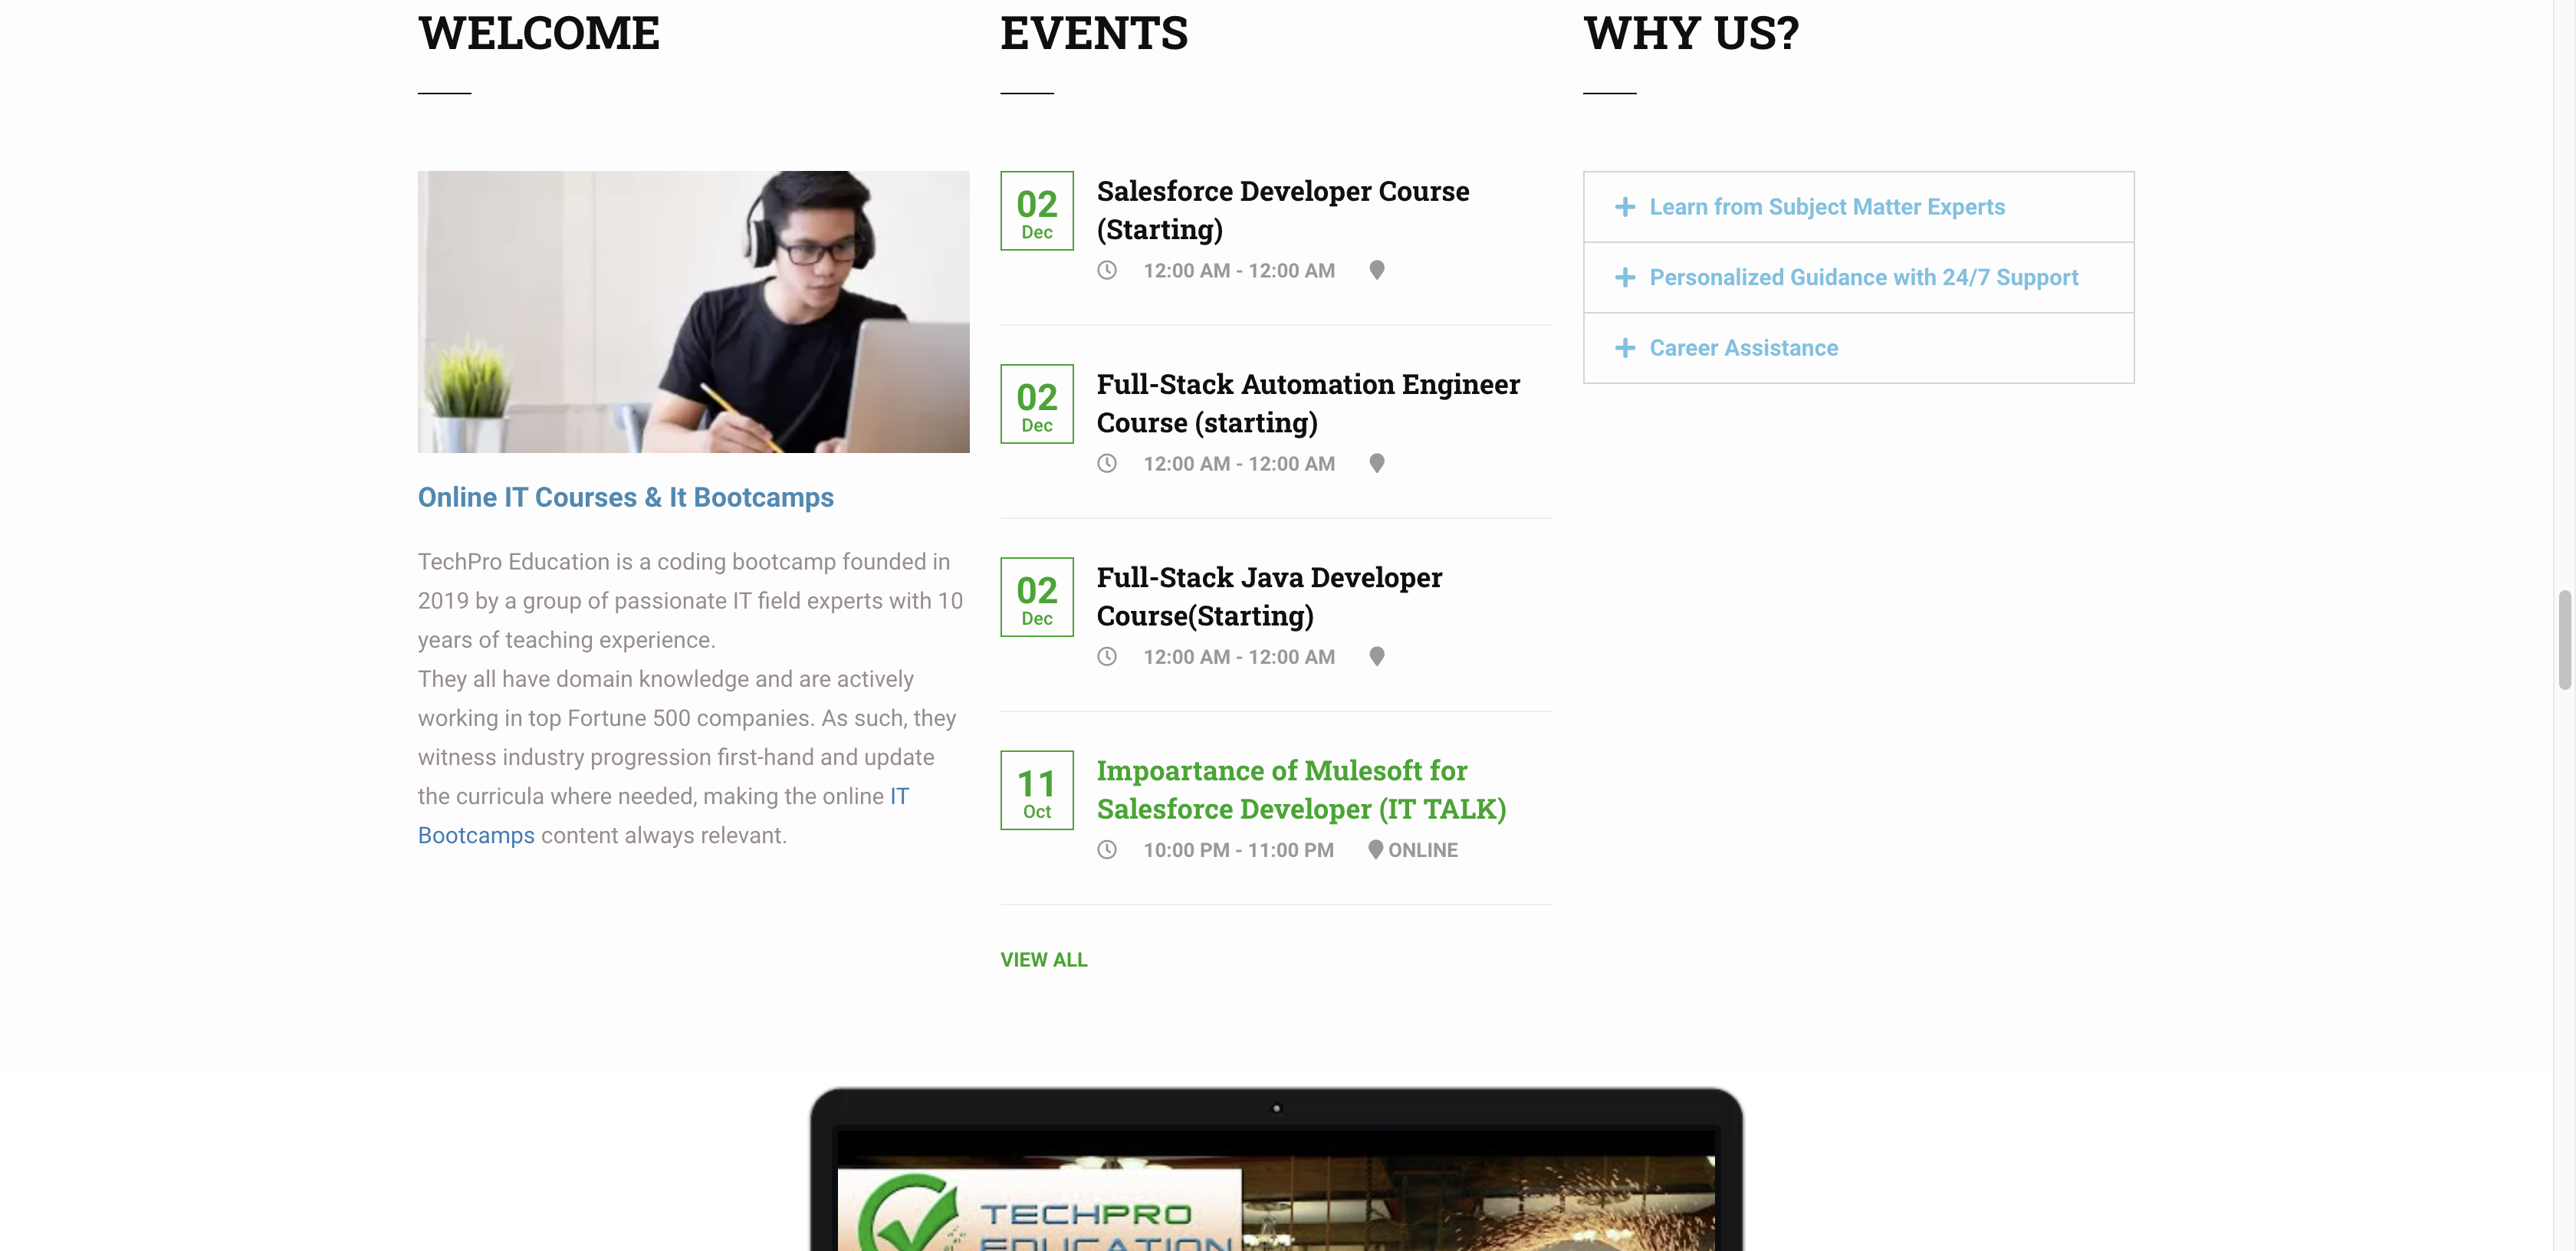 WELCOME
Online IT Courses & It Bootcamps
TechPro Education is a coding bootcamp founded in
2019 by a group of passionate IT field experts with 10
years of teaching experience.
They all have domain knowledge and are actively
working in top Fortune 500 companies. As such, they
witness industry progression first-hand and update
the curricula where needed, making the online IT
Bootcamps content always relevant.
EVENTS
02
Dec
Salesforce Developer Course
(Starting)
12:00 AM - 12:00 AM
02
Dec
Full-Stack Automation Engineer
Course (starting)
12:00 AM - 12:00 AM
02
Dec
Full-Stack Java Developer
Course(Starting)
12:00 AM - 12:00 AM
11
Oct
Impoartance of Mulesoft for
Salesforce Developer (IT TALK)
10:00 PM - 11:00 PM ONLINE
VIEW ALL
WHY US?
Learn from Subject Matter Experts
Personalized Guidance with 24/7 Support
Career Assistance
TECHPRO
EDUCATION